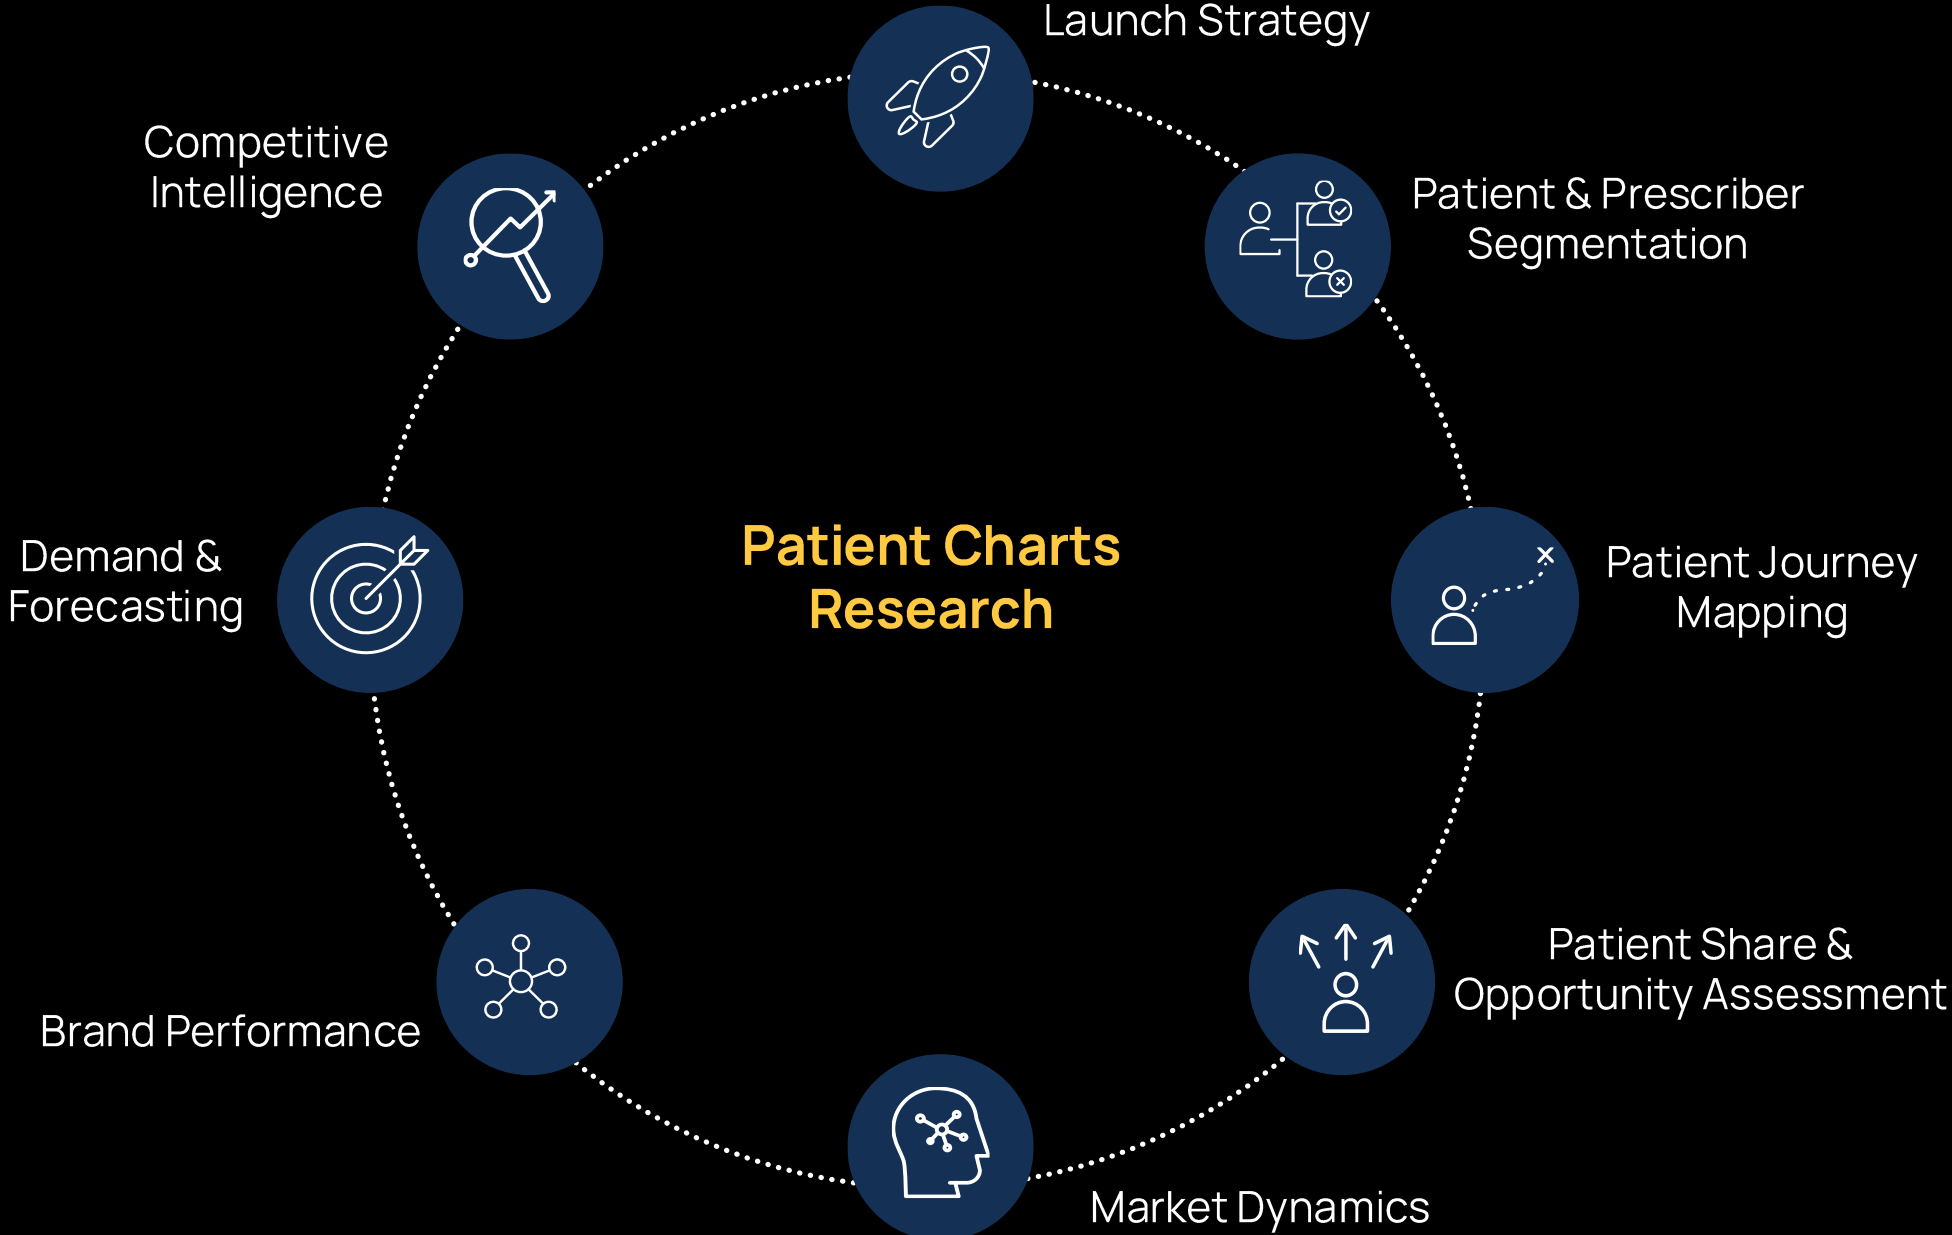 Launch Strategy
Competitive
Intelligence
Patient & Prescriber
Segmentation
Demand &
Forecasting
Patient Charts
Research
Patient Journey
Mapping
Patient Share &
Opportunity Assessment
Brand Performance
Market Dynamics